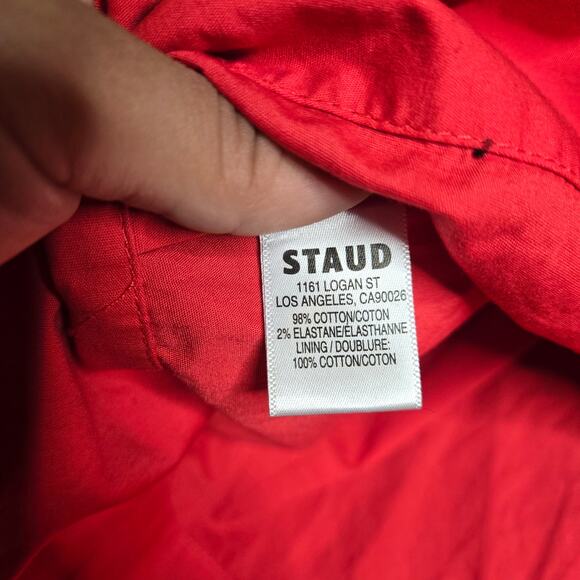 STAUD
1161 LOGAN ST
LOS ANGELES, CA90026
98% COTTON/COTON
2% ELASTANE/ELASTHANNE
LINING / DOUBLURE:
100% COTTON/COTON